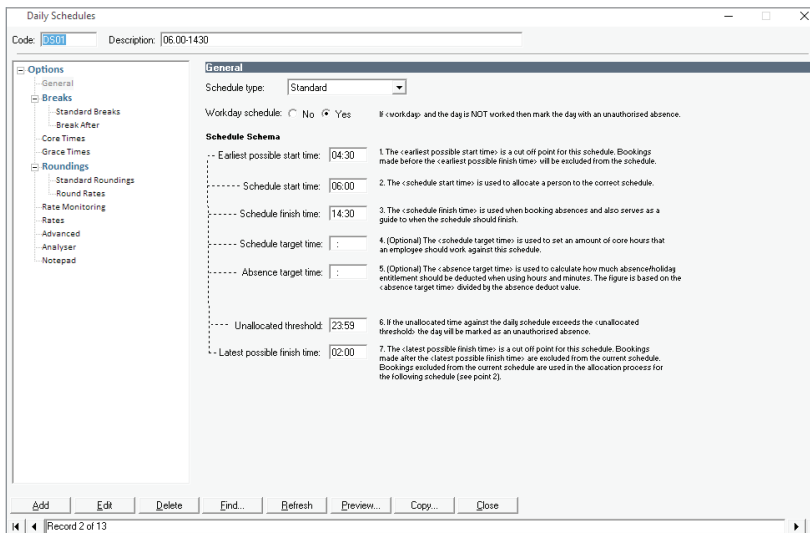 Daily Schedules
Code: DS01 Description: 06.00-1430
Options
General
Breaks
Standard Breaks
Break After
Core Times
Grace Times
Roundings
Standard Roundings
Round Rates
Rate Monitoring
Rates
Advanced
Analyser
Notepad
General
Schedule type: Standard
Workday schedule: No Yes If <workday> and the day is NOT worked then mark the day with an unauthorised absence.
Schedule Schema
Earliest possible start time: 04:30 1. The <earliest possible start time> is a cut off point for this schedule. Bookings
made before the <earliest possible finish time> will be excluded from the schedule.
Schedule start time: 06:00 2. The <schedule start time> is used to allocate a person to the correct schedule.
Schedule finish time: 14:30 3. The <schedule finish time> is used when booking absences and also serves as a
guide to when the schedule should finish.
Schedule target time: : 4. (Optional) The <schedule target time> is used to set an amount of core hours that
an employee should work against this schedule.
Absence target time: : 5. (Optional) The <absence target time> is used to calculate how much absence/holiday
entitlement should be deducted when using hours and minutes. The figure is based on the
<absence target time> divided by the absence deduct value.
Unallocated threshold: 23:59 6. If the unallocated time against the daily schedule exceeds the <unallocated
threshold> the day will be marked as an unauthorised absence.
Latest possible finish time: 02:00 7. The <latest possible finish time> is a cut off point for this schedule. Bookings
made after the <latest possible finish time> are excluded from the current schedule.
Bookings excluded from the current schedule are used in the allocation process for
the following schedule (see point 2).
Add Edit Delete Find... Refresh Preview... Copy... Close
Record 2 of 13